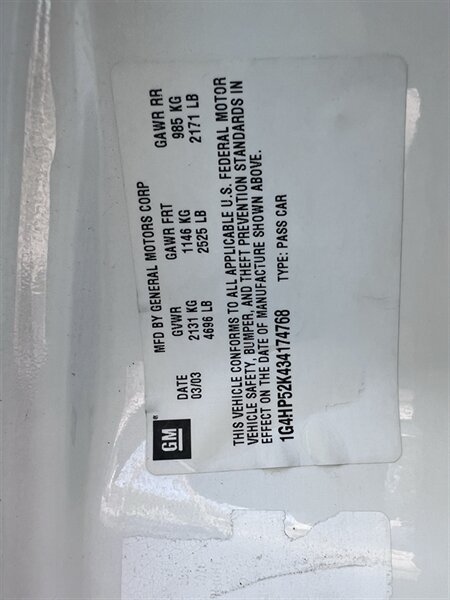 MFD BY GENERAL MOTORS CORP
DATE GVWR GAWR FRT GAWR RR
03/03 2131 KG 1146 KG 985 KG
4696 LB 2525 LB 2171 LB
GM®
THIS VEHICLE CONFORMS TO ALL APPLICABLE U.S. FEDERAL MOTOR
VEHICLE SAFETY, BUMPER, AND THEFT PREVENTION STANDARDS IN
EFFECT ON THE DATE OF MANUFACTURE SHOWN ABOVE.
1G4HP52K434174768 TYPE: PASS CAR